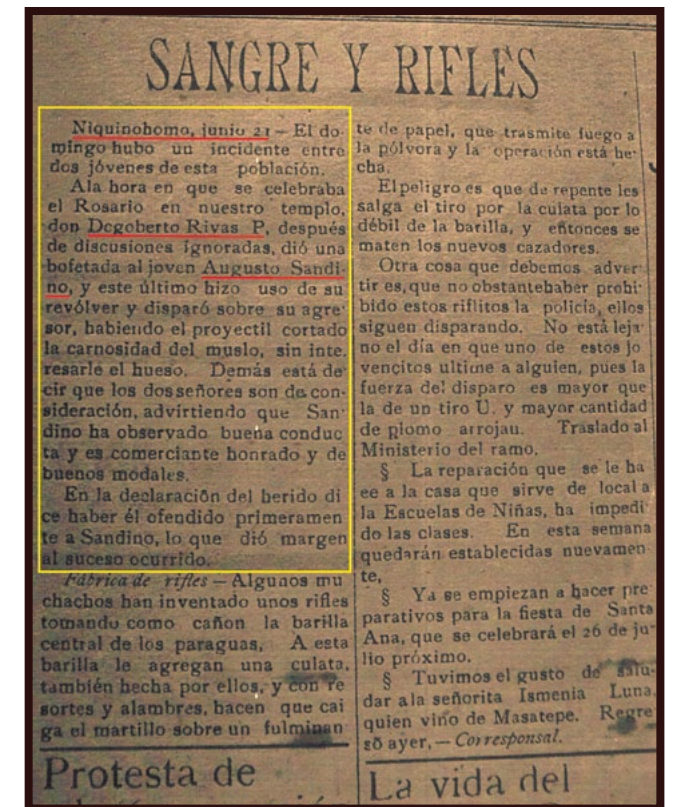 SANGRE Y RIFLES
Niquinohomo, junio 21 — El do-
mingo hubo un incidente entre
dos jóvenes de esta población.
Ala hora en que se celebraba
el Rosario en nuestro templo,
don Degoberto Rivas P, después
de discusiones ignoradas, dió una
bofetada al joven Augusto Sandi-
no, y este último hizo uso de su
revólver y disparó sobre su agre-
sor, habiendo el proyectil cortado
la carnosidad del muslo, sin inte.
resarle el hueso. Demás está de-
cir que los dos señores son de con-
sideración, advirtiendo que San-
dino ha observado buena conduc
ta y es comerciante honrado y de
buenos modales.
En la declaración del herido di
ce haber él ofendido primeramen
te a Sandino, lo que dió margen
al suceso ocurrido.
Fábrica de rifles — Algunos mu
chachos han inventado unos rifles
tomando como cañon la barilla
central de los paraguas, A esta
barilla le agregan una culata,
también hecha por ellos, y con re
sortes y alambres, hacen que cai
ga el martillo sobre un fulminan
te de papel, que trasmite fuego a
la pólvora y la operación está he-
cha.
El peligro es que de repente les
salga el tiro por la culata por lo
débil de la barilla, y eñtonces se
maten los nuevos cazadores.
Otra cosa que debemos adver
tir es, que no obstantehaber prohi-
bido estos riflitos la policía, ellos
siguen disparando. No está leja-
no el día en que uno de estos jo
vencitos ultime a alguien, pues la
fuerza del disparo es mayor que
la de un tiro U. y mayor cantidad
de plomo arrojau. Traslado al
Ministerio del ramo.
§ La reparación que se le ha
ee a la casa que sirve de local a
la Escuelas de Niñas, ha impedi
do las clases. En esta semana
quedarán establecidas nuevamen
te,
§ Ya se empiezan a hacer pre
parativos para la fiesta de Santa
Ana, que se celebrará el 26 de ju-
lio próximo.
§ Tuvimos el gusto de salu-
dar ala señorita Ismenia Luna,
quien vino de Masatepe. Regre
só ayer, — Corresponsal.
Protesta de
La vida del